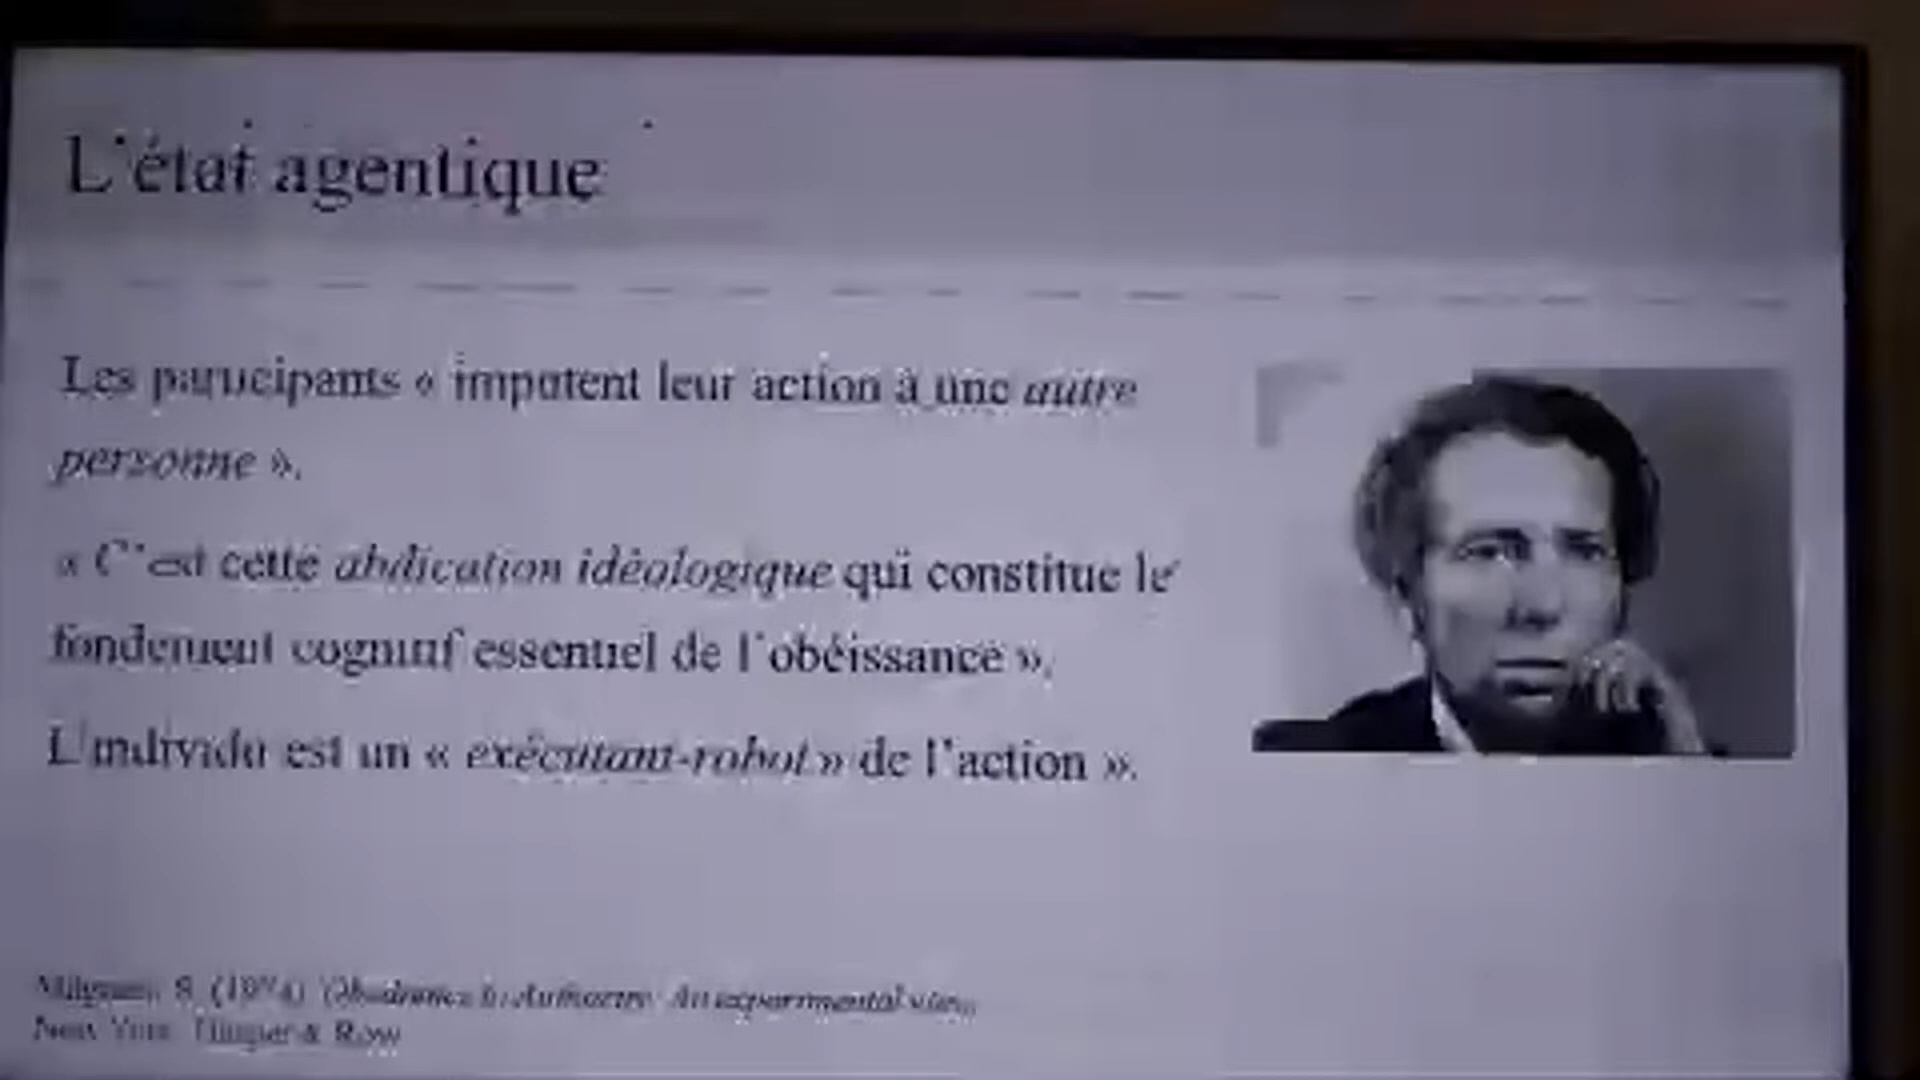 L'état agentique
Les participants « imputent leur action à une autre
personne ».
« C'est cette abdication idéologique qui constitue le
fondement cognitif essentiel de l'obéissance ».
L'individu est un « exécutant-robot » de l'action ».
Milgram, S. (1974). Obedience to Authority: An experimental view.
New York: Harper & Row